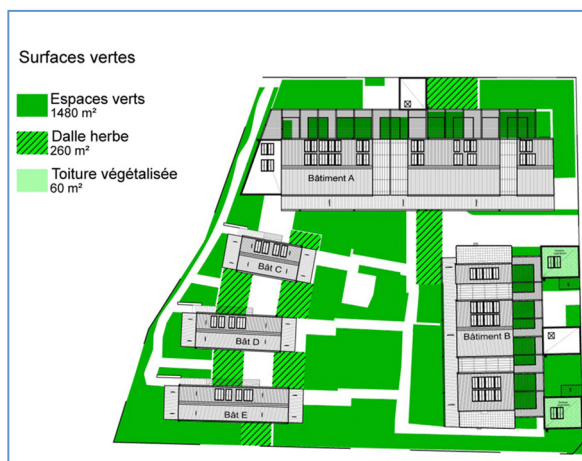 Surfaces vertes
Espaces verts
1480 m²
Dalle herbe
260 m²
Toiture végétalisée
60 m²
Bâtiment A
Bât C
Bâtiment B
Bât D
Bât E